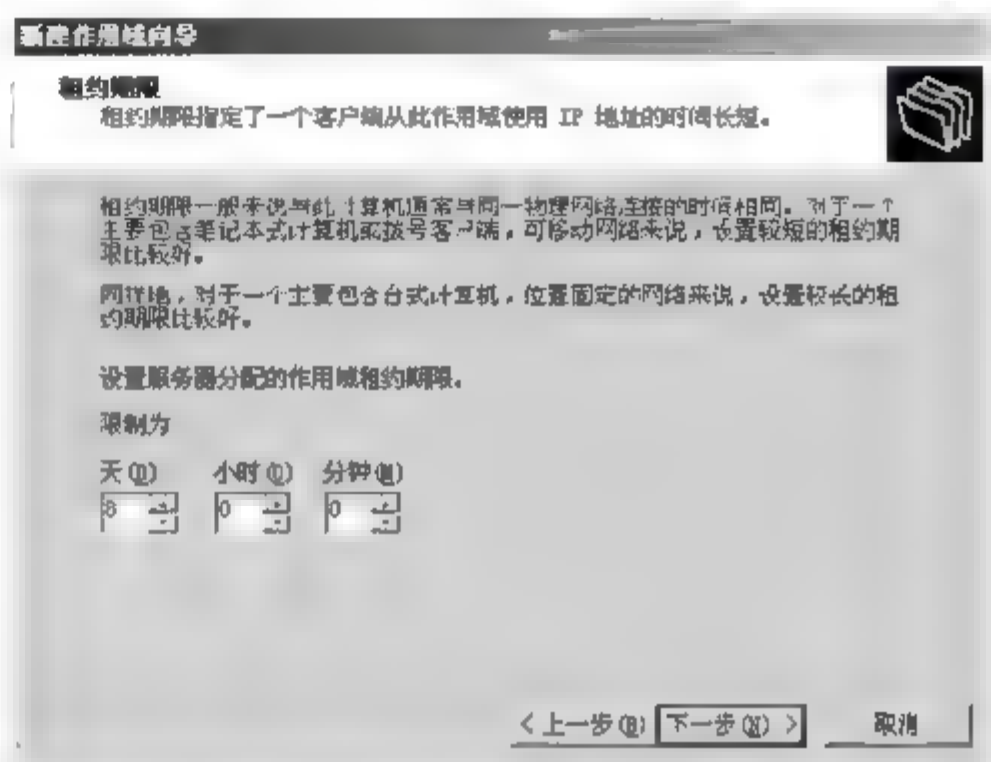 新建作用域向导
租约期限
租约期限指定了一个客户端从此作用域使用 IP 地址的时间长短。
租约期限一般来说与此计算机通常与同一物理网络连接的时候相同。对于一个
主要包含笔记本式计算机或拨号客户端，可移动网络来说，设置较短的租约期
限比较好。
同样地，对于一个主要包含台式计算机，位置固定的网络来说，设置较长的租
约期限比较好。
设置服务器分配的作用域租约期限。
限制为
天(D) 小时(O) 分钟(M)
8 0 0
< 上一步(B) 下一步(N) > 取消